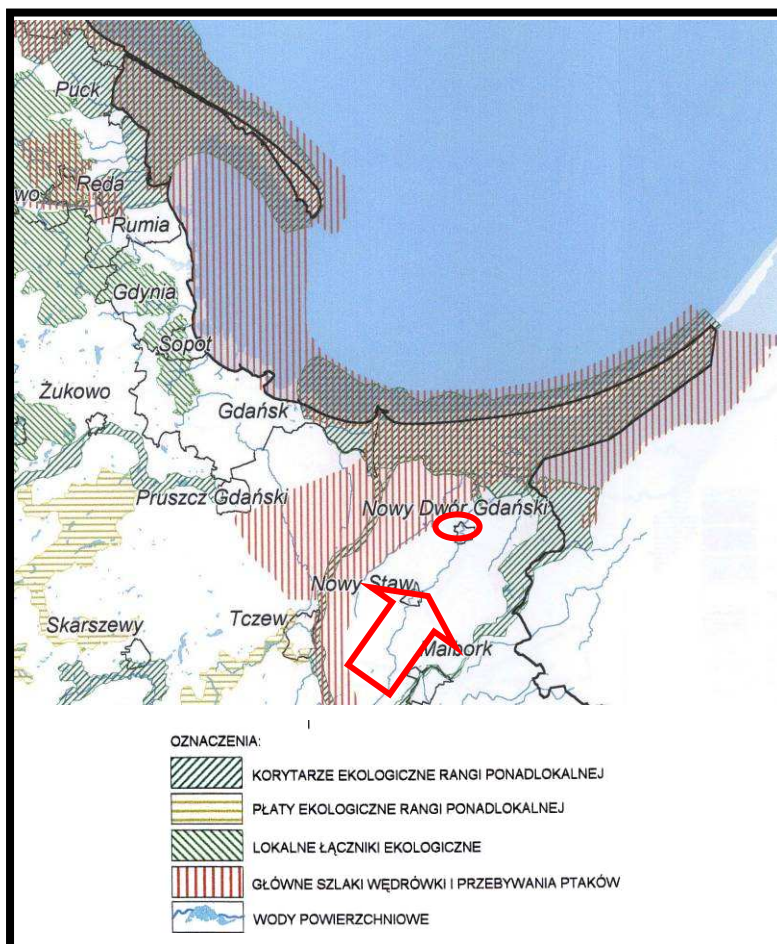 Puck
Reda
wo
Rumia
Gdynia
Sopot
Żukowo
Gdańsk
Pruszcz Gdański
Nowy Dwór Gdański
Nowy Staw
Tczew
Skarszewy
Malbork
OZNACZENIA:
KORYTARZE EKOLOGICZNE RANGI PONADLOKALNEJ
PŁATY EKOLOGICZNE RANGI PONADLOKALNEJ
LOKALNE ŁĄCZNIKI EKOLOGICZNE
GŁÓWNE SZLAKI WĘDRÓWKI I PRZEBYWANIA PTAKÓW
WODY POWIERZCHNIOWE